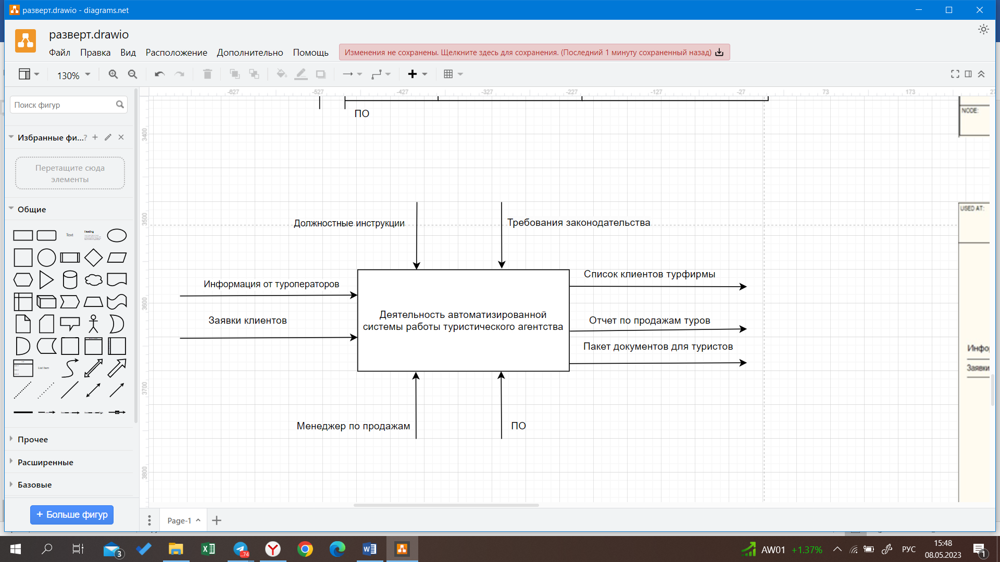 разверт.drawio - diagrams.net
разверт.drawio
Файл Правка Вид Расположение Дополнительно Помощь
Изменения не сохранены. Щелкните здесь для сохранения. (Последний 1 минуту сохраненный назад)
130%
-627 -527 -427 -327 -227 -127 -27 73 173 27
Поиск фигур
ПО
NODE:
3400
Избранные фи...?
Перетащите сюда
элементы
Общие
USED AT:
3500
Должностные инструкции
Требования законодательства
Text
Heading
Список клиентов турфирмы
Информация от туроператоров
3600
Деятельность автоматизированной
системы работы туристического агентства
Заявки клиентов
Отчет по продажам туров
Пакет документов для туристов
Инфор
Заявки
List Item
3700
Менеджер по продажам
ПО
Прочее
Расширенные
3800
Базовые
+ Больше фигур
Page-1
3
..74
AW01 +1.37%
РУС
15:48
08.05.2023
1